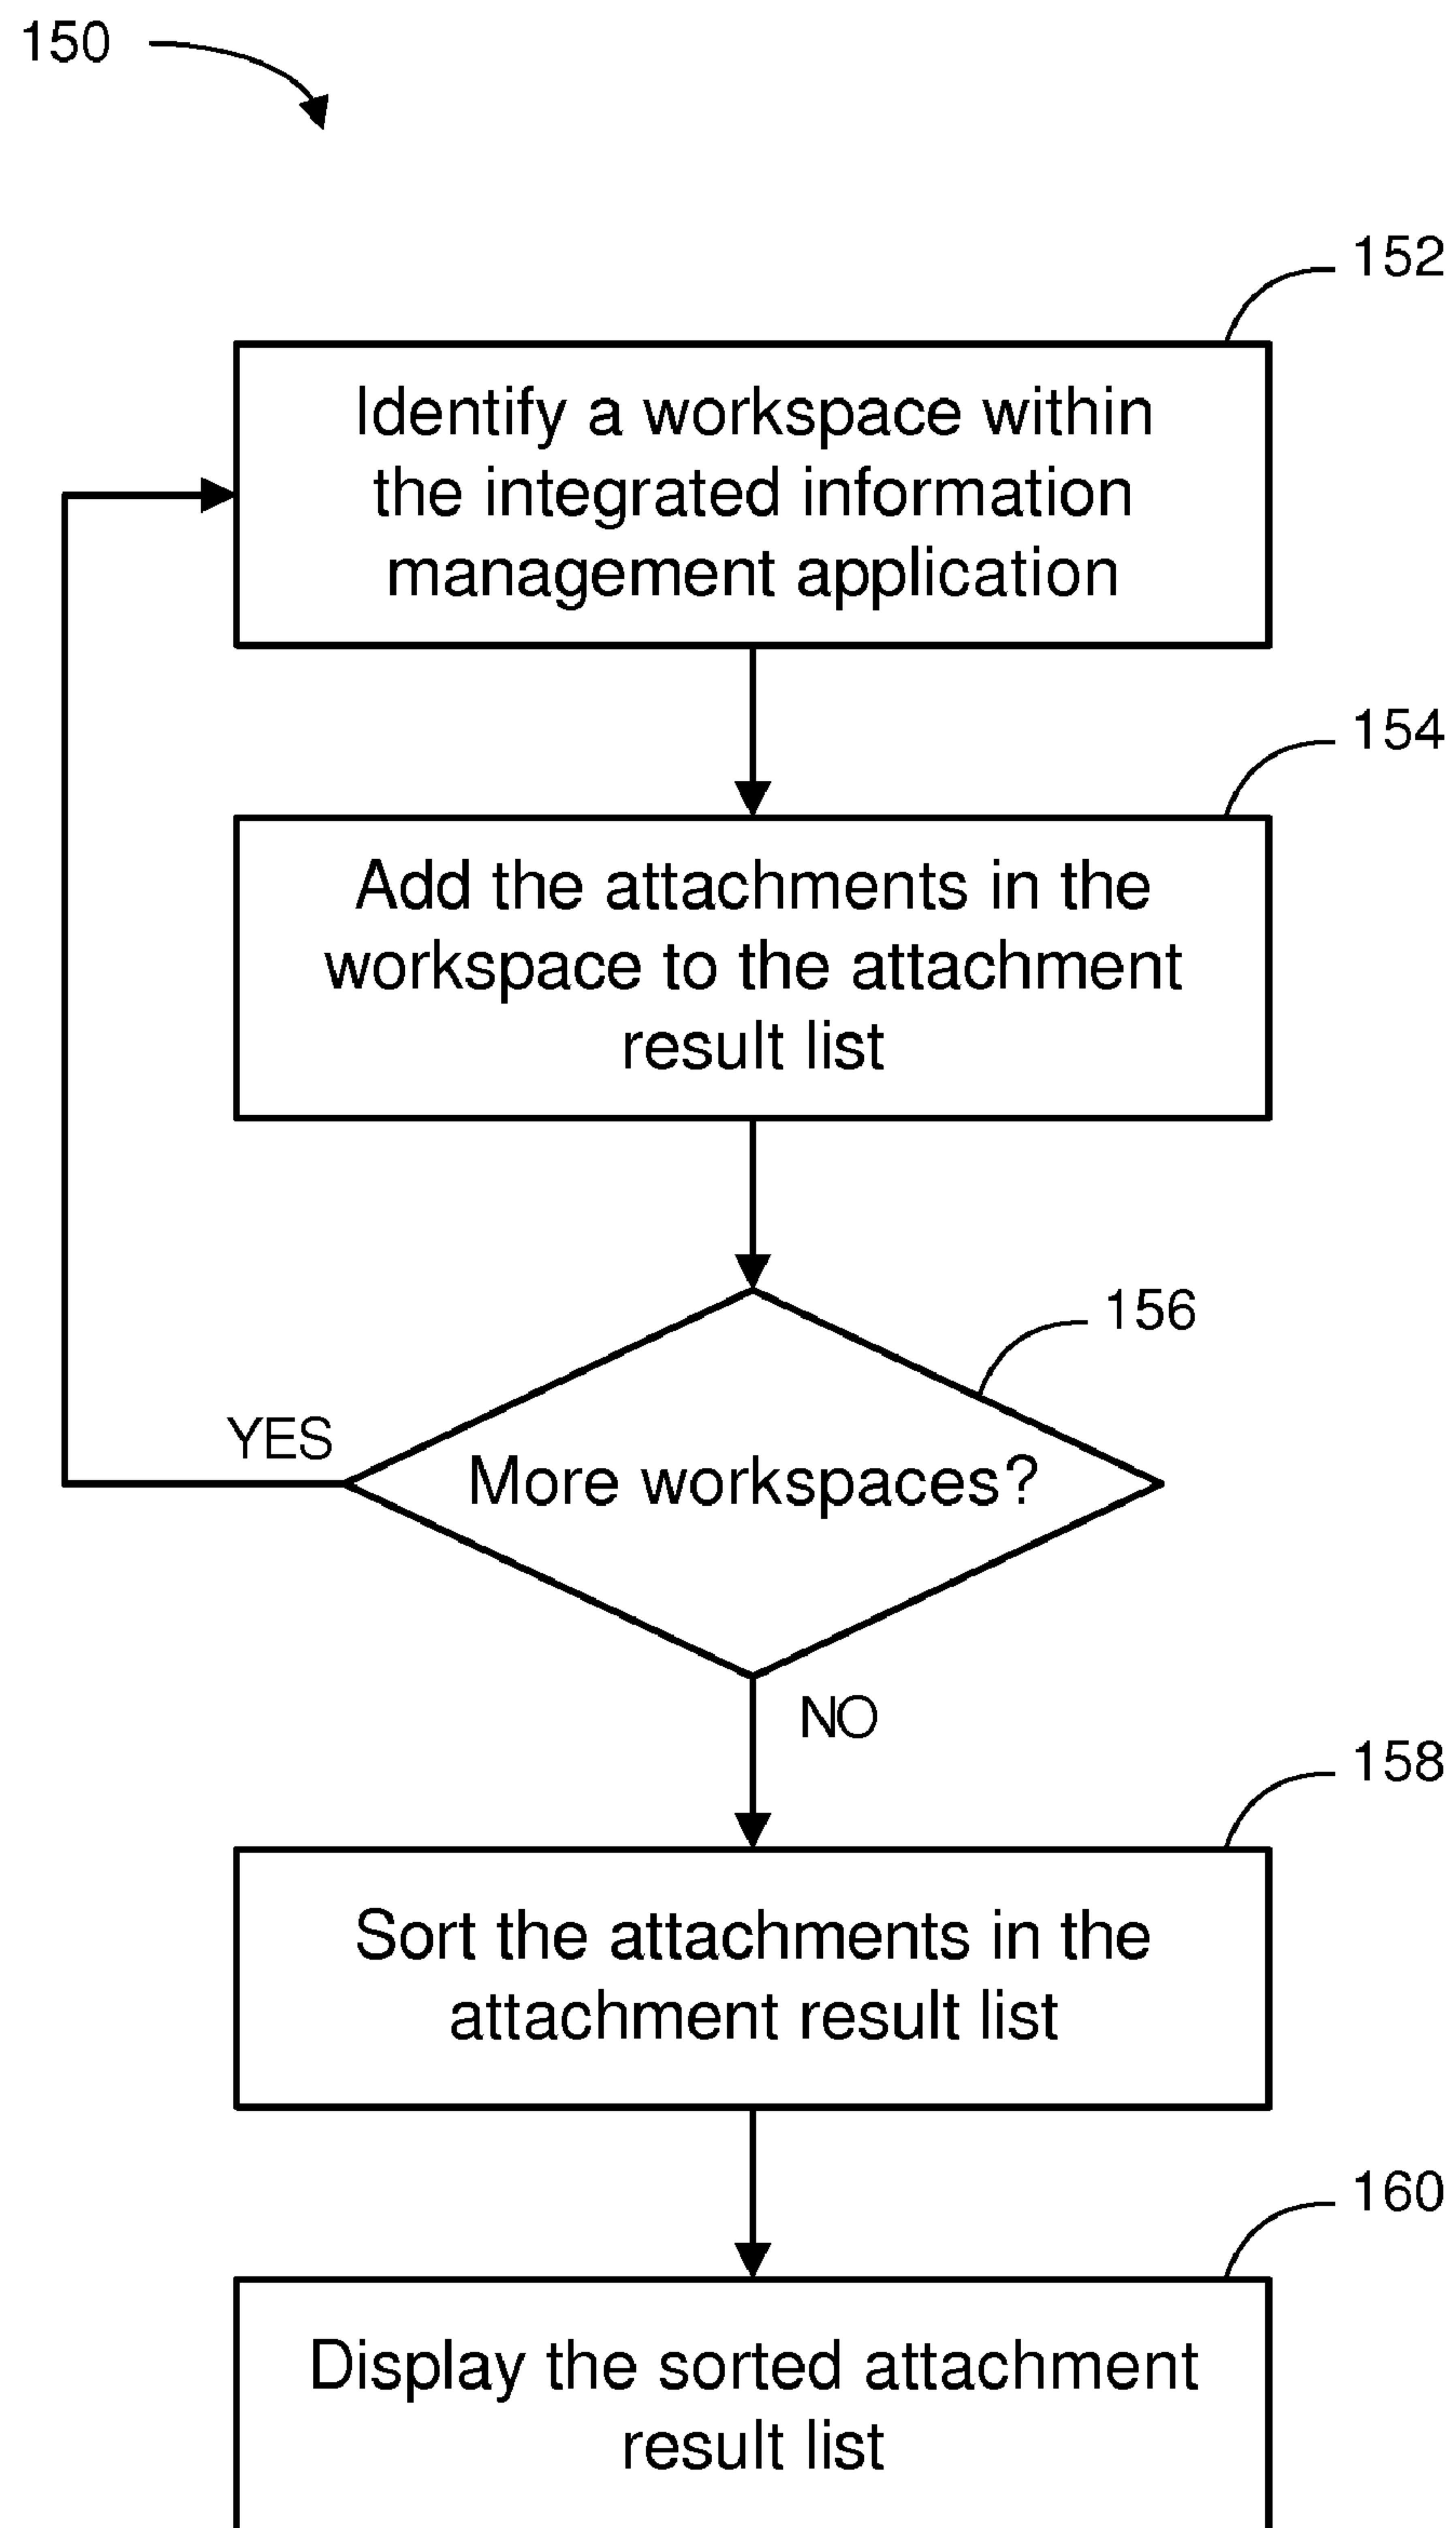 150
152
Identify a workspace within
the integrated information
management application
154
Add the attachments in the
workspace to the attachment
result list
156
YES
More workspaces?
NO
158
Sort the attachments in the
attachment result list
160
Display the sorted attachment
result list